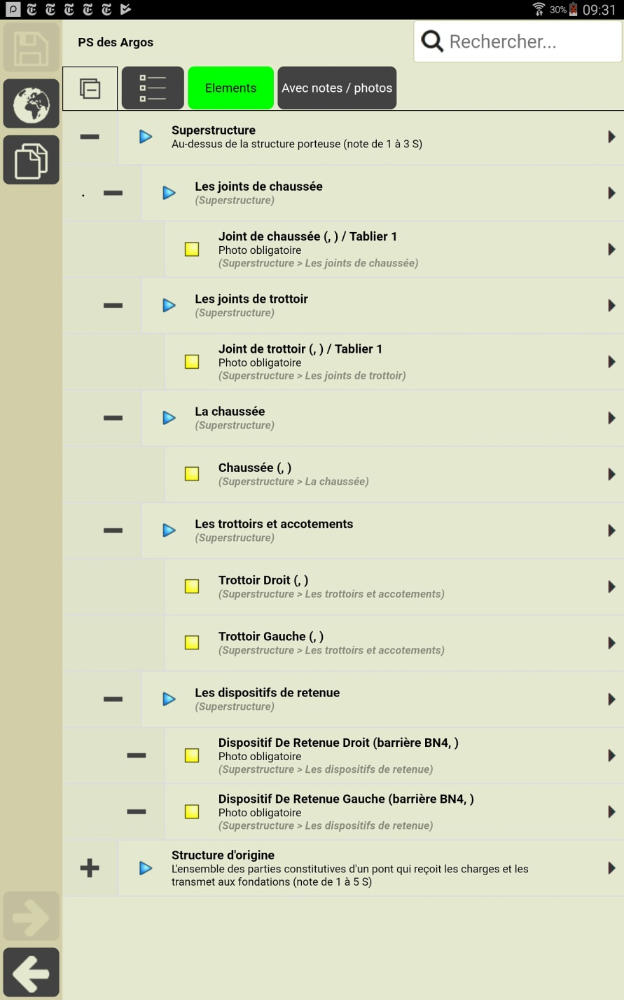 30% 09:31
PS des Argos
Rechercher...
Elements
Avec notes / photos
Superstructure
Au-dessus de la structure porteuse (note de 1 à 3 S)
Les joints de chaussée
(Superstructure)
Joint de chaussée (, ) / Tablier 1
Photo obligatoire
(Superstructure > Les joints de chaussée)
Les joints de trottoir
(Superstructure)
Joint de trottoir (, ) / Tablier 1
Photo obligatoire
(Superstructure > Les joints de trottoir)
La chaussée
(Superstructure)
Chaussée (, )
(Superstructure > La chaussée)
Les trottoirs et accotements
(Superstructure)
Trottoir Droit (, )
(Superstructure > Les trottoirs et accotements)
Trottoir Gauche (, )
(Superstructure > Les trottoirs et accotements)
Les dispositifs de retenue
(Superstructure)
Dispositif De Retenue Droit (barrière BN4, )
Photo obligatoire
(Superstructure > Les dispositifs de retenue)
Dispositif De Retenue Gauche (barrière BN4, )
Photo obligatoire
(Superstructure > Les dispositifs de retenue)
Structure d'origine
L'ensemble des parties constitutives d'un pont qui reçoit les charges et les
transmet aux fondations (note de 1 à 5 S)